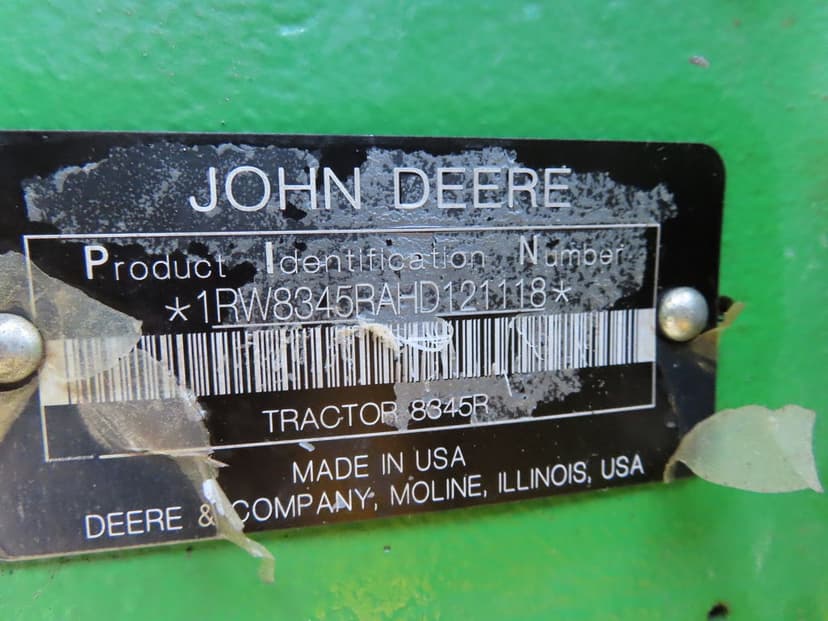 JOHN DEERE
Product Identification Number
*1RW8345RAHD121118*
TRACTOR 8345R
MADE IN USA
DEERE & COMPANY, MOLINE, ILLINOIS, USA